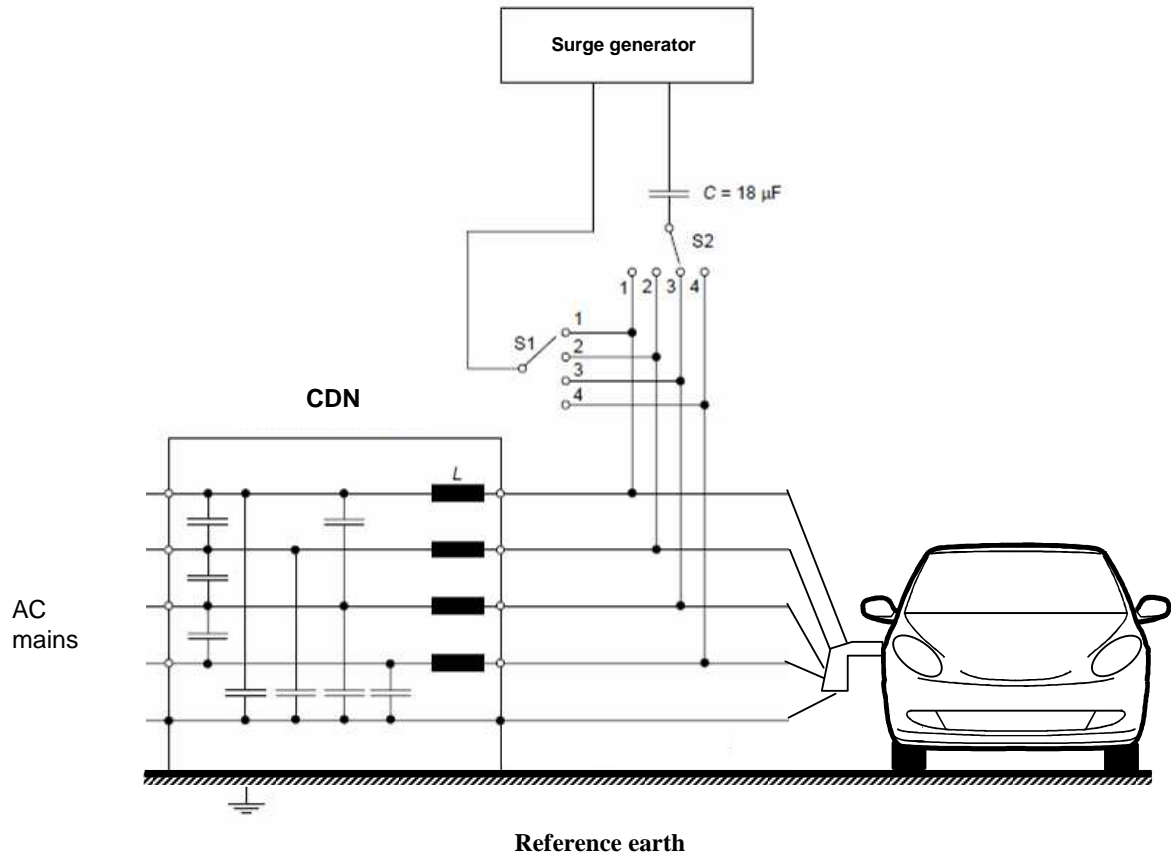 Surge generator
C = 18 µF
S2
1 2 3 4
S1
1
2
3
4
CDN
L
AC
mains
Reference earth